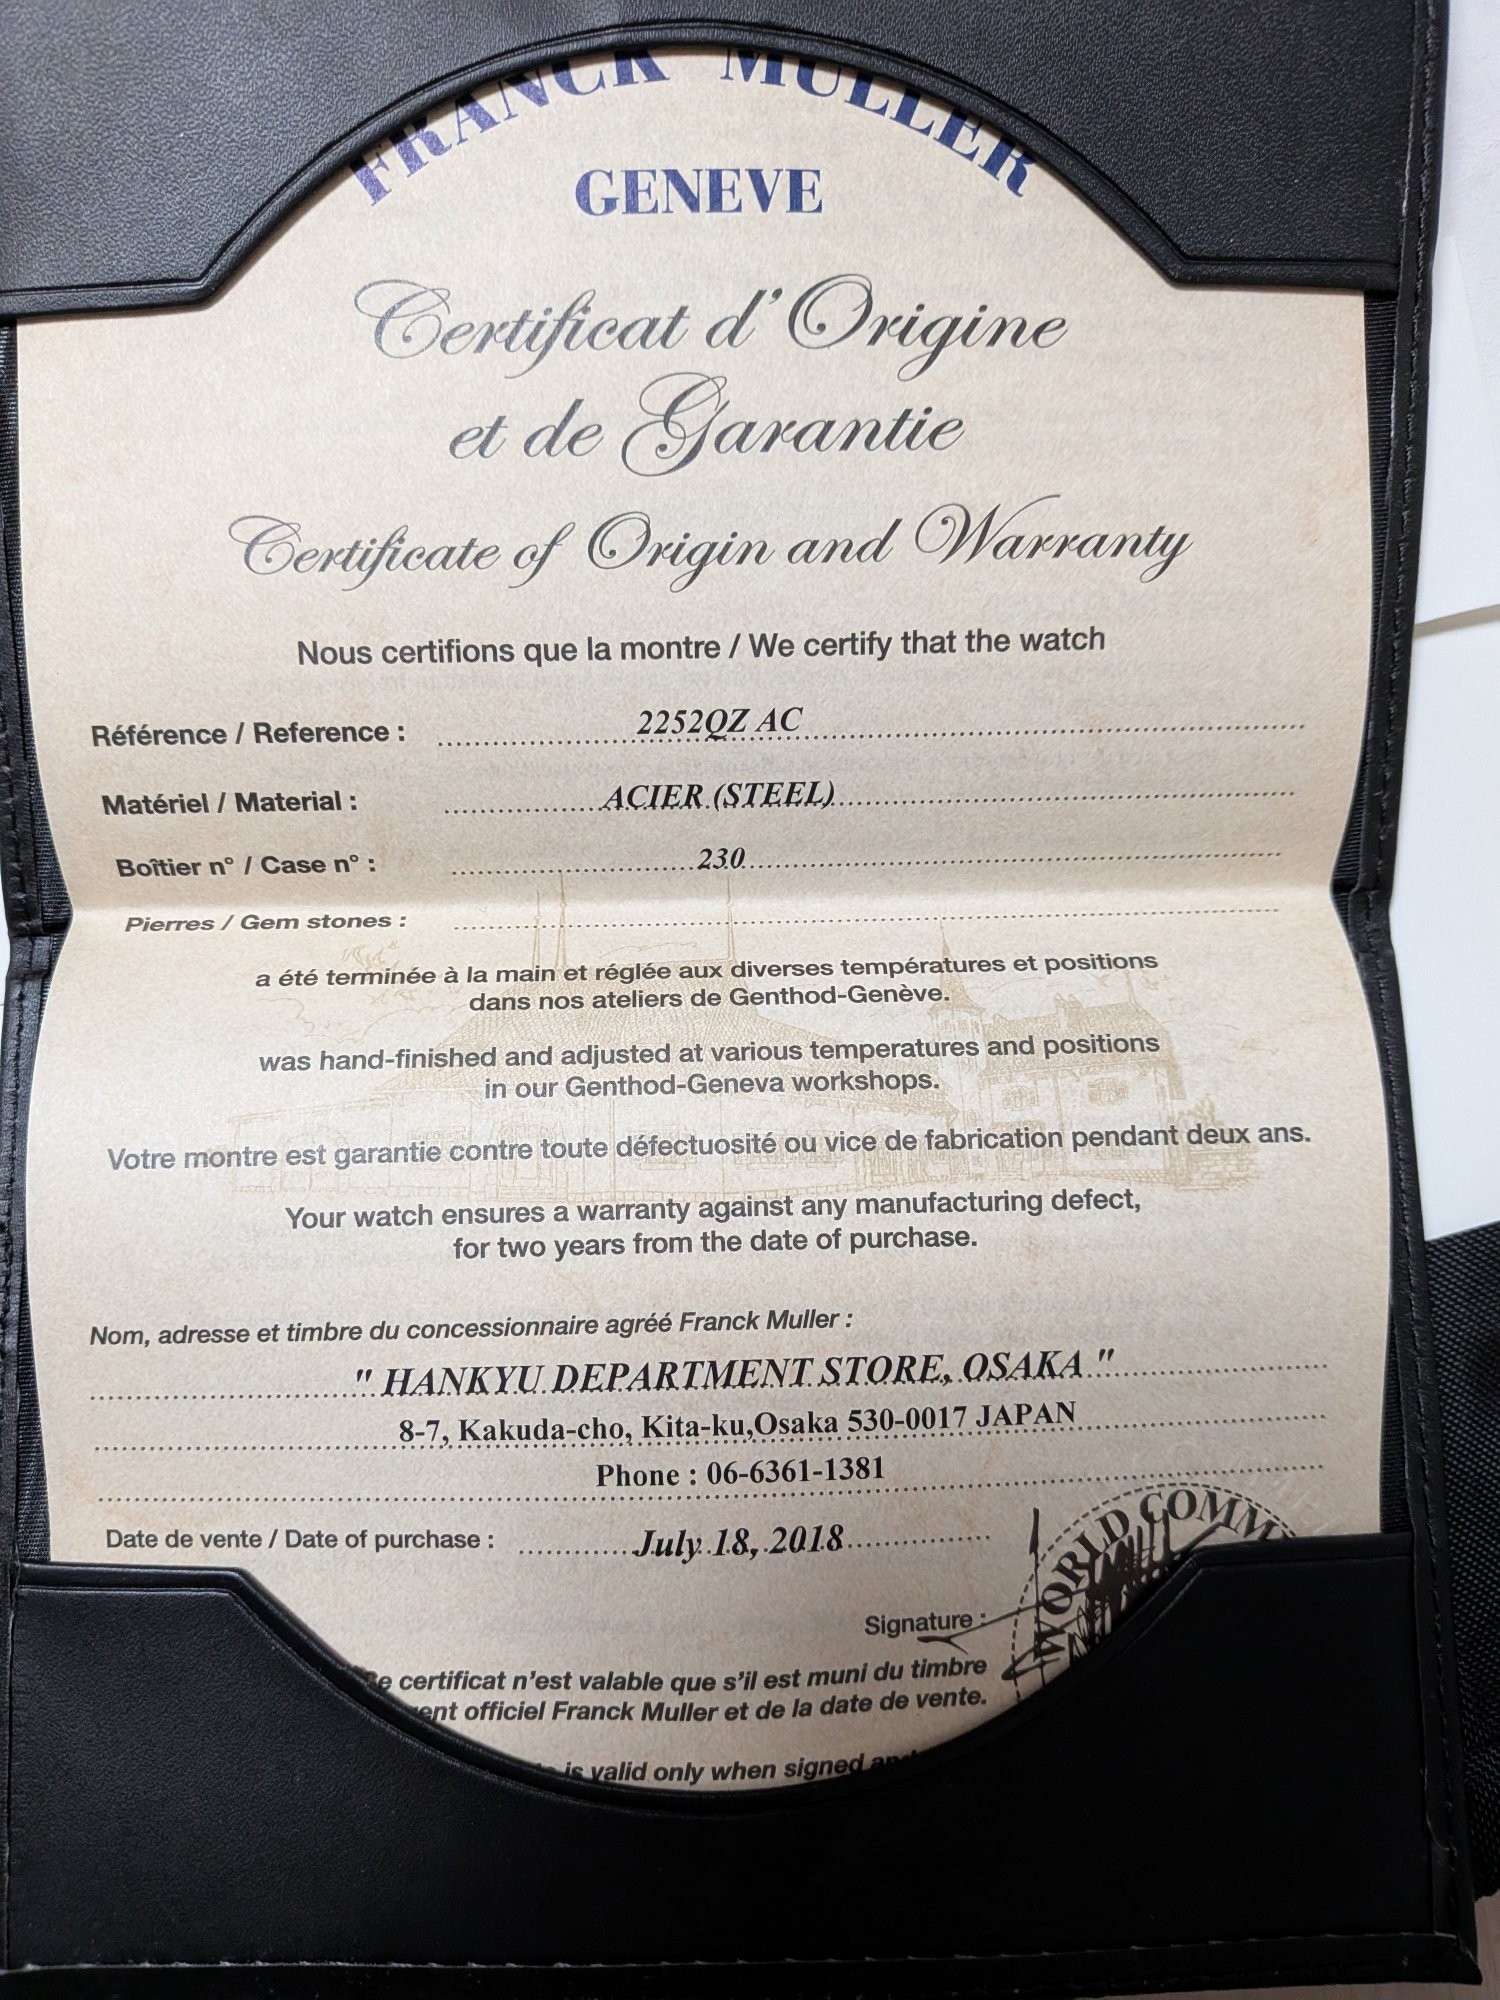 FRANCK MULLER
GENEVE
Certificat d'Origine
et de Garantie
Certificate of Origin and Warranty
Nous certifions que la montre / We certify that the watch
Référence / Reference : 2252QZ AC
Matériel / Material : ACIER (STEEL)
Boîtier n° / Case n° : 230
Pierres / Gem stones :
a été terminée à la main et réglée aux diverses températures et positions
dans nos ateliers de Genthod-Genève.
was hand-finished and adjusted at various temperatures and positions
in our Genthod-Geneva workshops.
Votre montre est garantie contre toute défectuosité ou vice de fabrication pendant deux ans.
Your watch ensures a warranty against any manufacturing defect,
for two years from the date of purchase.
Nom, adresse et timbre du concessionnaire agréé Franck Muller :
" HANKYU DEPARTMENT STORE, OSAKA "
8-7, Kakuda-cho, Kita-ku,Osaka 530-0017 JAPAN
Phone : 06-6361-1381
Date de vente / Date of purchase : July 18, 2018
WORLD COMM
Signature :
certificat n'est valable que s'il est muni du timbre
officiel Franck Muller et de la date de vente.
is valid only when signed